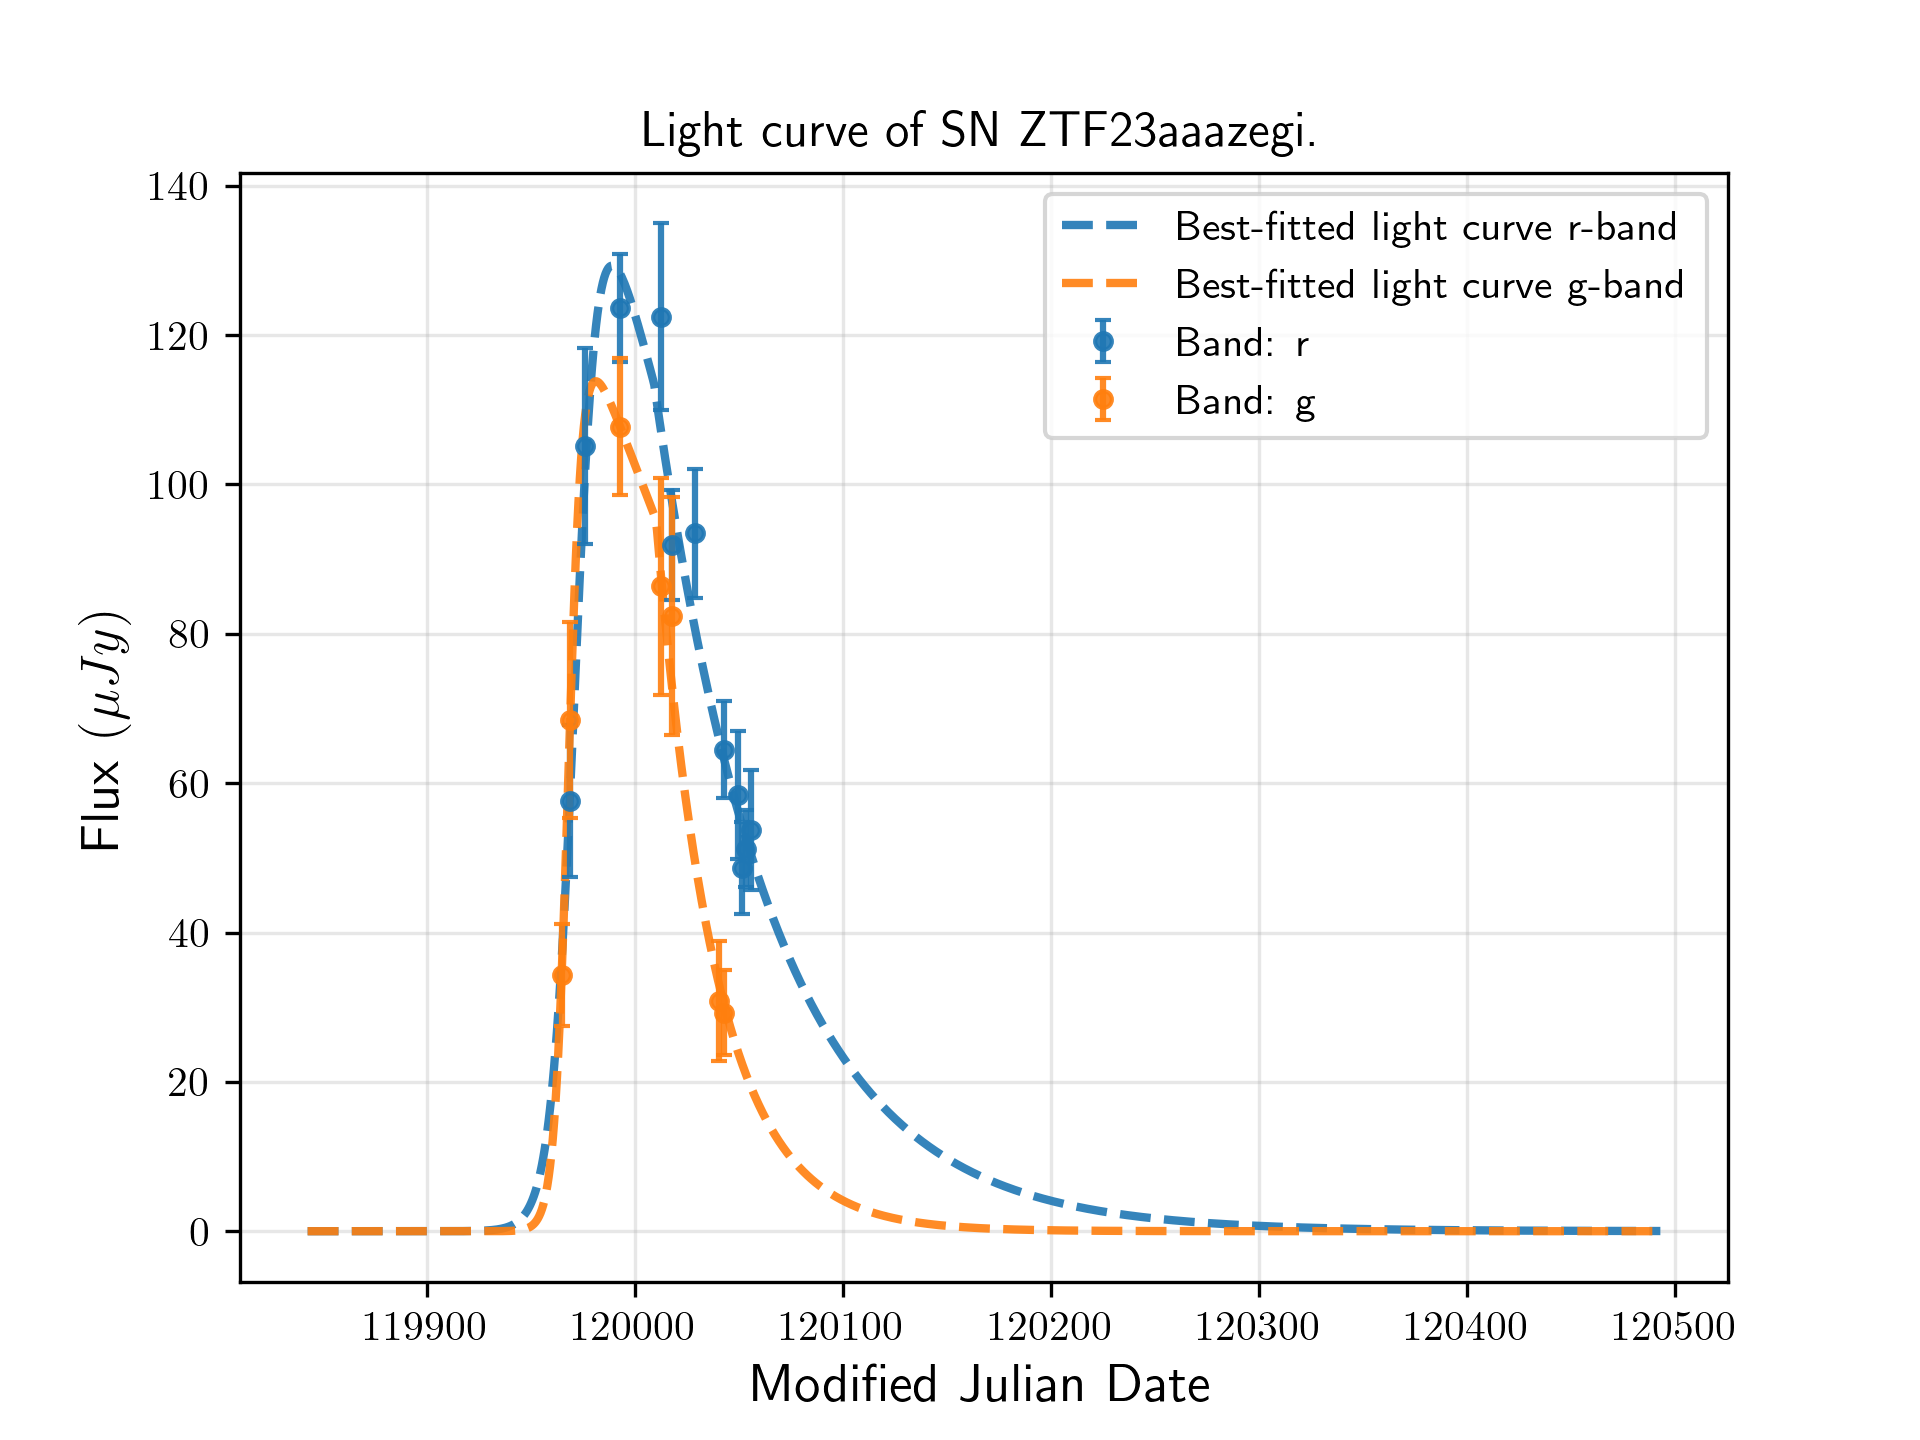 Light curve of SN ZTF23aaazegi.
140
120
100
80
60
40
20
0
Flux (μJy)
Best-fitted light curve r-band
Best-fitted light curve g-band
Band: r
Band: g
119900 120000 120100 120200 120300 120400 120500
Modified Julian Date